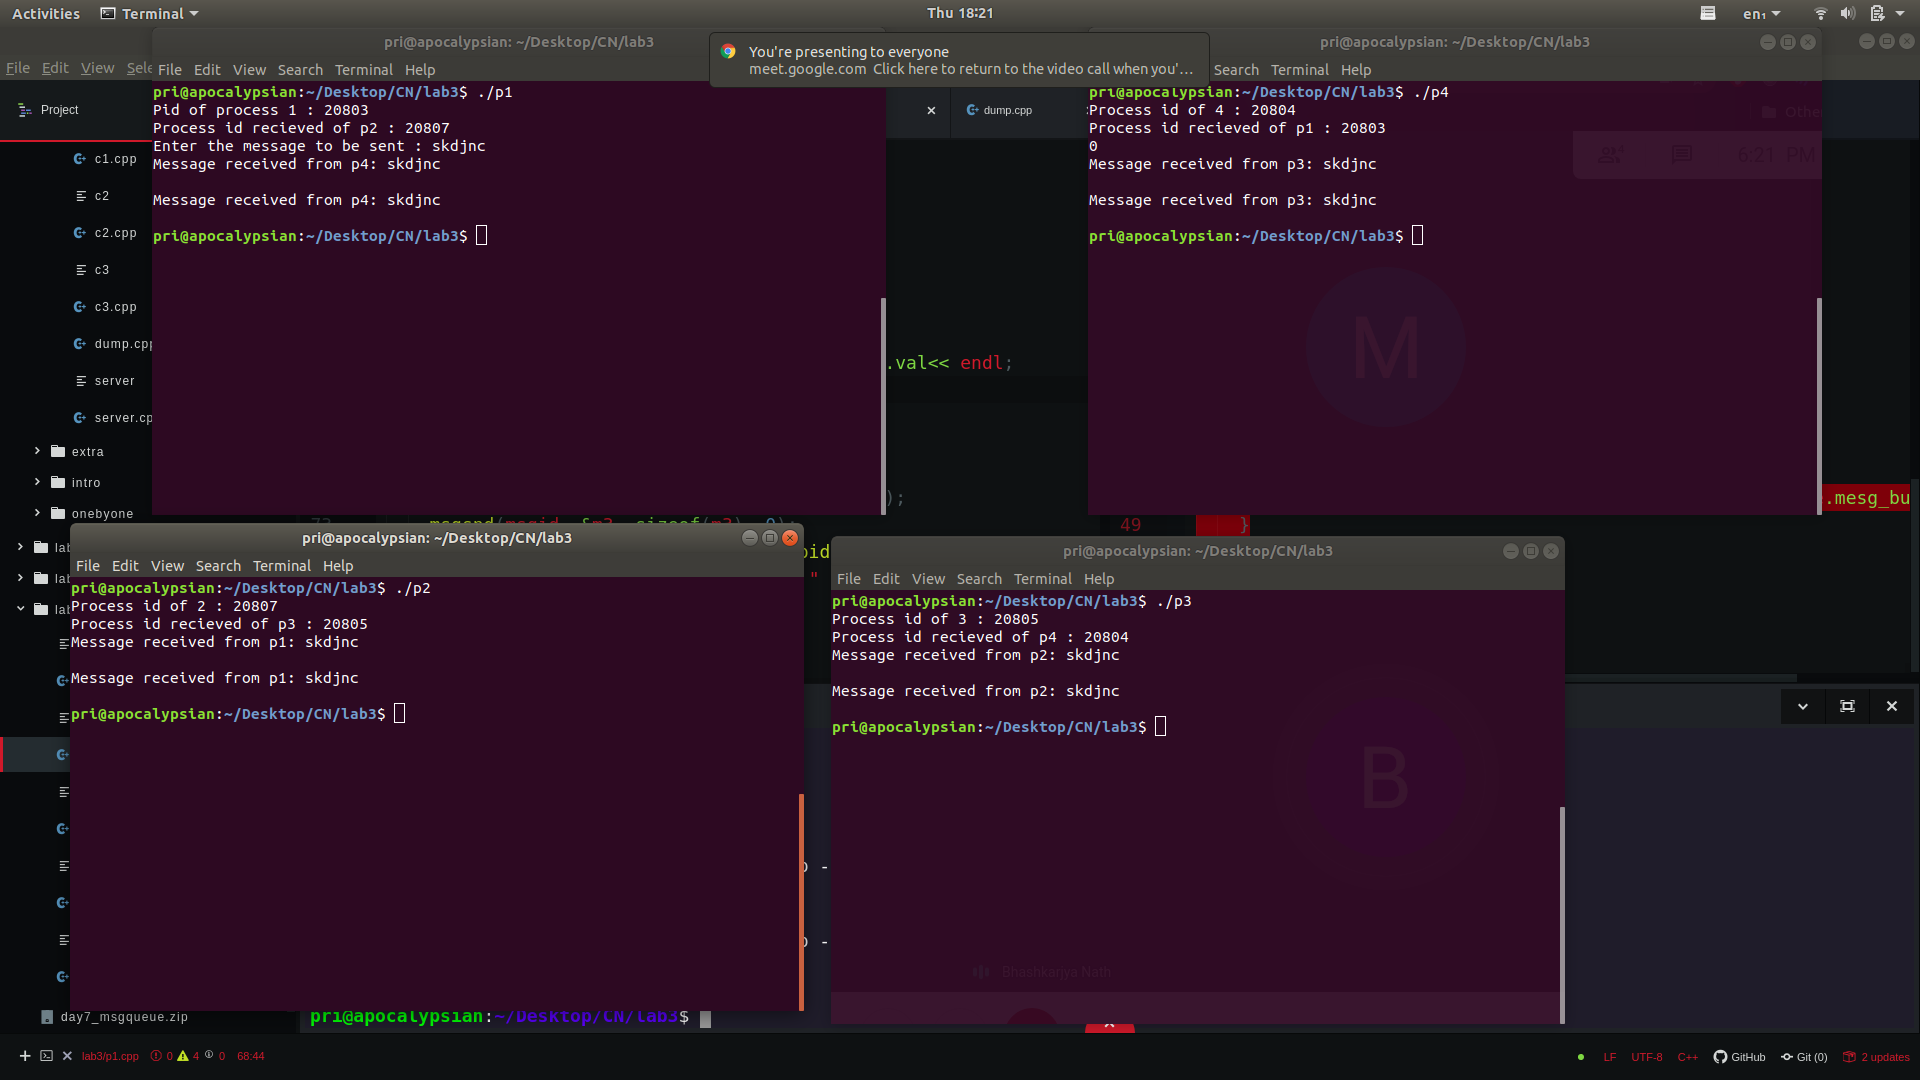 Activities Terminal Thu 18:21 en₁
pri@apocalypsian: ~/Desktop/CN/lab3
File Edit View Sele
File Edit View Search Terminal Help
You're presenting to everyone
meet.google.com Click here to return to the video call when you'…
pri@apocalypsian: ~/Desktop/CN/lab3
Search Terminal Help
pri@apocalypsian:~/Desktop/CN/lab3$ ./p1
Pid of process 1 : 20803
Process id recieved of p2 : 20807
Enter the message to be sent : skdjnc
Message received from p4: skdjnc
Message received from p4: skdjnc
pri@apocalypsian:~/Desktop/CN/lab3$
dump.cpp
pri@apocalypsian:~/Desktop/CN/lab3$ ./p4
Process id of 4 : 20804
Process id recieved of p1 : 20803
0
Message received from p3: skdjnc
Message received from p3: skdjnc
pri@apocalypsian:~/Desktop/CN/lab3$
Othe
6:21 PM
M
Project
c1.cpp
c2
c2.cpp
c3
c3.cpp
dump.cpp
server
server.cp
extra
intro
onebyone
lab
lab
lab
day7_msgqueue.zip
.val<< endl;
);
.mesg_bu
49 }
oid
"
pri@apocalypsian: ~/Desktop/CN/lab3
File Edit View Search Terminal Help
pri@apocalypsian:~/Desktop/CN/lab3$ ./p2
Process id of 2 : 20807
Process id recieved of p3 : 20805
Message received from p1: skdjnc
Message received from p1: skdjnc
pri@apocalypsian:~/Desktop/CN/lab3$
pri@apocalypsian: ~/Desktop/CN/lab3
File Edit View Search Terminal Help
pri@apocalypsian:~/Desktop/CN/lab3$ ./p3
Process id of 3 : 20805
Process id recieved of p4 : 20804
Message received from p2: skdjnc
Message received from p2: skdjnc
pri@apocalypsian:~/Desktop/CN/lab3$
B
Bhashkarjya Nath
pri@apocalypsian:~/Desktop/CN/lab3$
lab3/p1.cpp 0 4 0 68:44
LF UTF-8 C++ GitHub Git (0) 2 updates